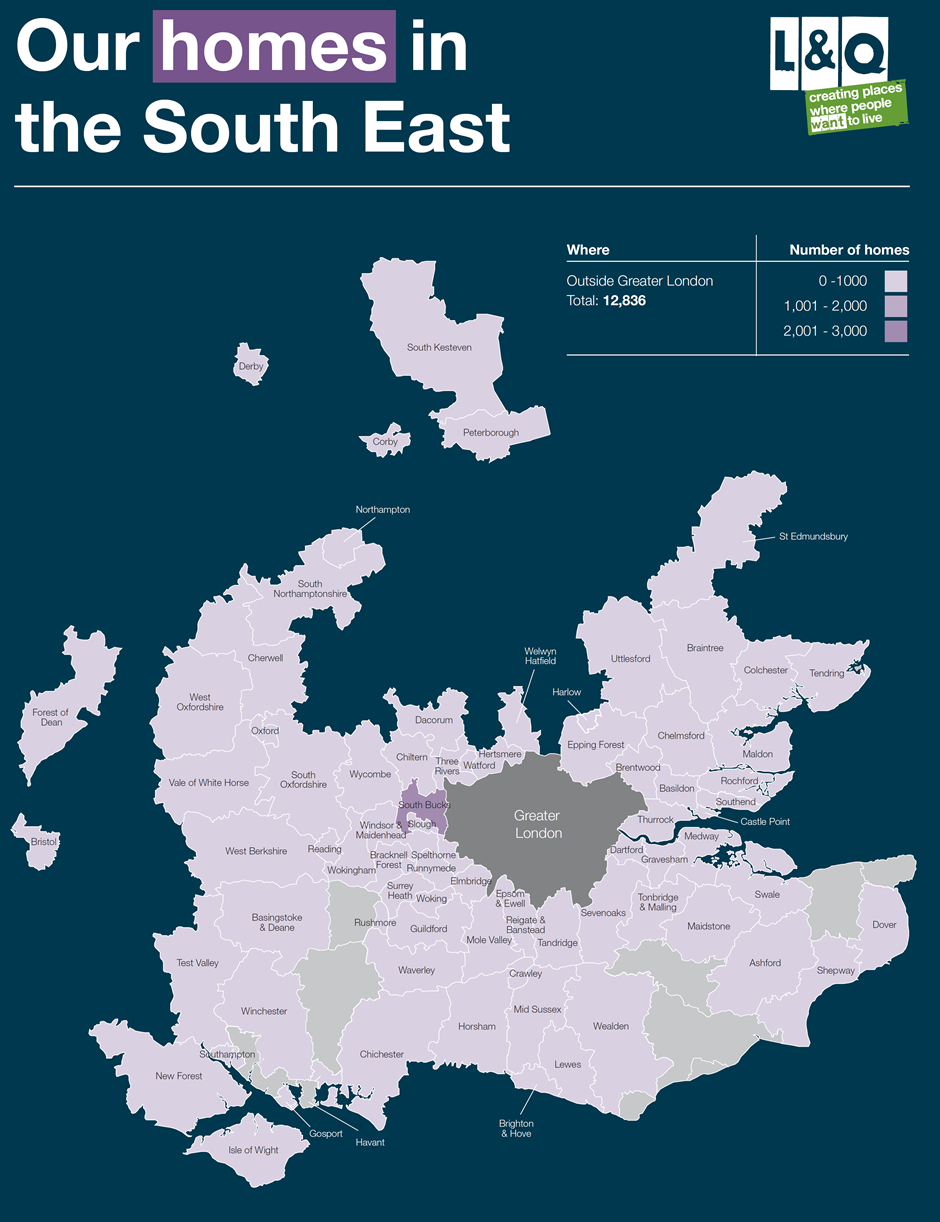 Our homes in
the South East
L&Q
creating places
where people
want to live
Where
Number of homes
Outside Greater London
Total: 12,836
0 -1000
1,001 - 2,000
2,001 - 3,000
South Kesteven
Derby
Corby
Peterborough
Northampton
St Edmundsbury
South
Northamptonshire
Welwyn
Hatfield
Braintree
Cherwell
Uttlesford
Colchester
Tendring
Harlow
West
Oxfordshire
Forest of
Dean
Dacorum
Oxford
Chelmsford
Epping Forest
Maldon
Hertsmere
Chiltern
Three
Rivers
Watford
Brentwood
Wycombe
South
Oxfordshire
Vale of White Horse
Rochford
Basildon
Southend
South Bucks
Greater
London
Castle Point
Thurrock
Slough
Windsor &
Maidenhead
Medway
Bristol
West Berkshire
Reading
Dartford
Gravesham
Bracknell
Forest
Spelthorne
Runnymede
Wokingham
Elmbridge
Surrey
Heath
Woking
Epsom
& Ewell
Swale
Tonbridge
& Malling
Sevenoaks
Basingstoke
& Deane
Rushmore
Guildford
Reigate &
Banstead
Maidstone
Dover
Mole Valley
Tandridge
Test Valley
Waverley
Crawley
Ashford
Shepway
Winchester
Mid Sussex
Horsham
Wealden
Southampton
Chichester
Lewes
New Forest
Gosport
Havant
Brighton
& Hove
Isle of Wight